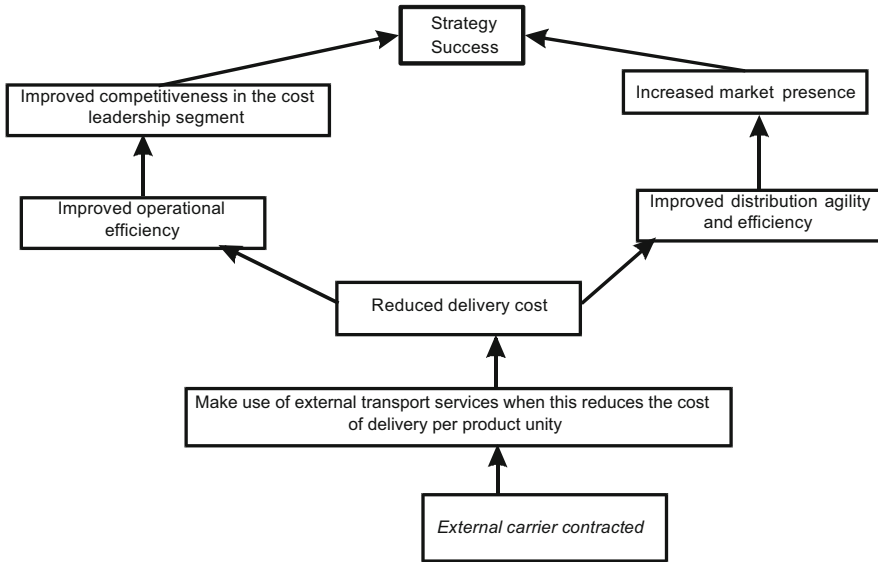 Strategy
Success
Improved competitiveness in the cost
leadership segment
Increased market presence
Improved operational
efficiency
Improved distribution agility
and efficiency
Reduced delivery cost
Make use of external transport services when this reduces the cost
of delivery per product unity
External carrier contracted